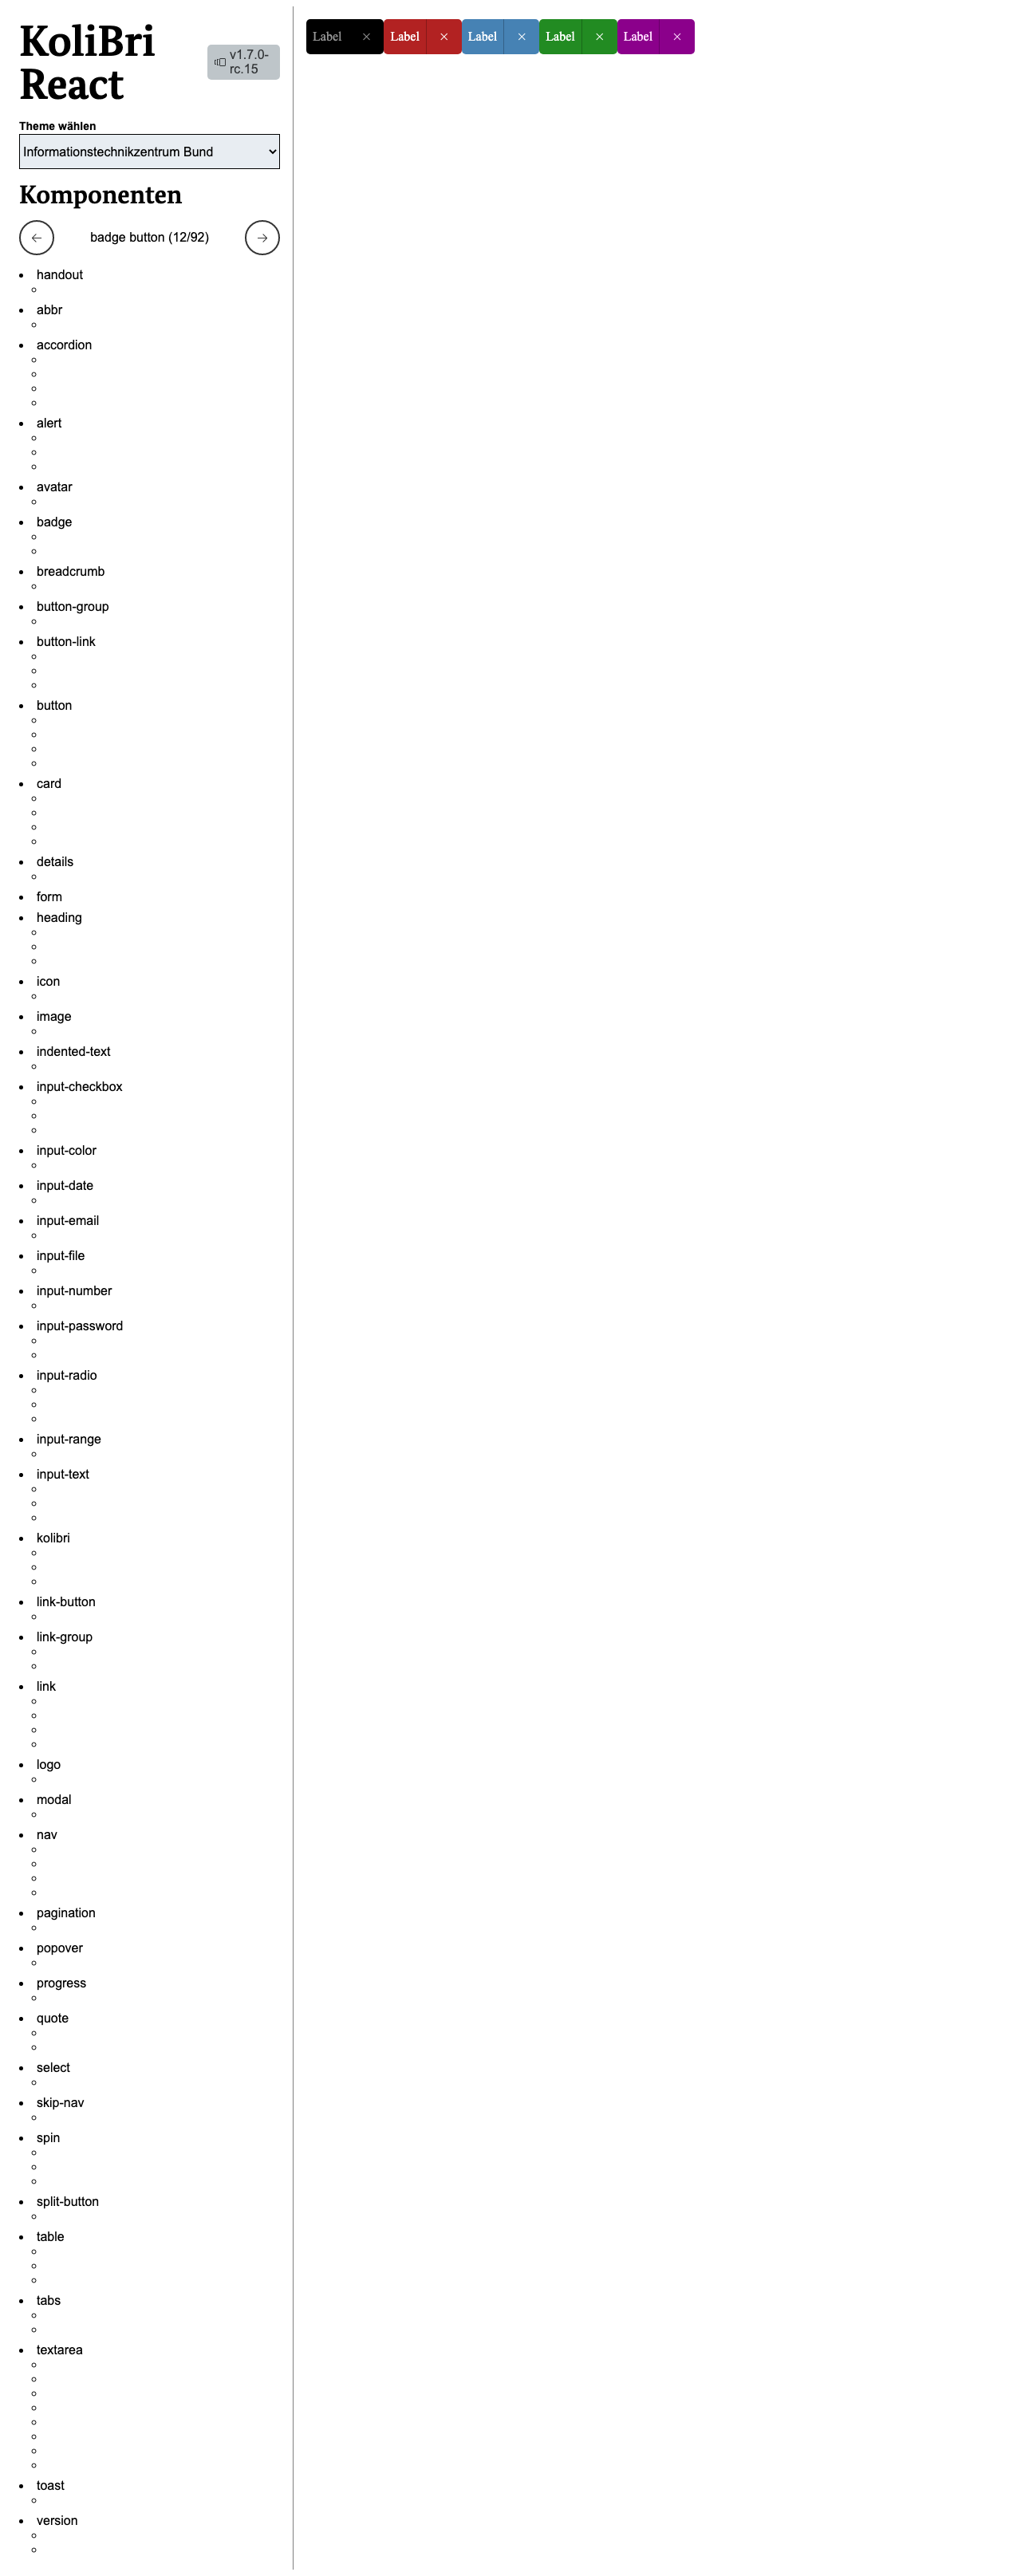 KoliBri
React
v1.7.0-
rc.15
Theme wählen
Informationstechnikzentrum Bund
Komponenten
badge button (12/92)
handout
abbr
accordion
alert
avatar
badge
breadcrumb
button-group
button-link
button
card
details
form
heading
icon
image
indented-text
input-checkbox
input-color
input-date
input-email
input-file
input-number
input-password
input-radio
input-range
input-text
kolibri
link-button
link-group
link
logo
modal
nav
pagination
popover
progress
quote
select
skip-nav
spin
split-button
table
tabs
textarea
toast
version
Label Label Label Label Label